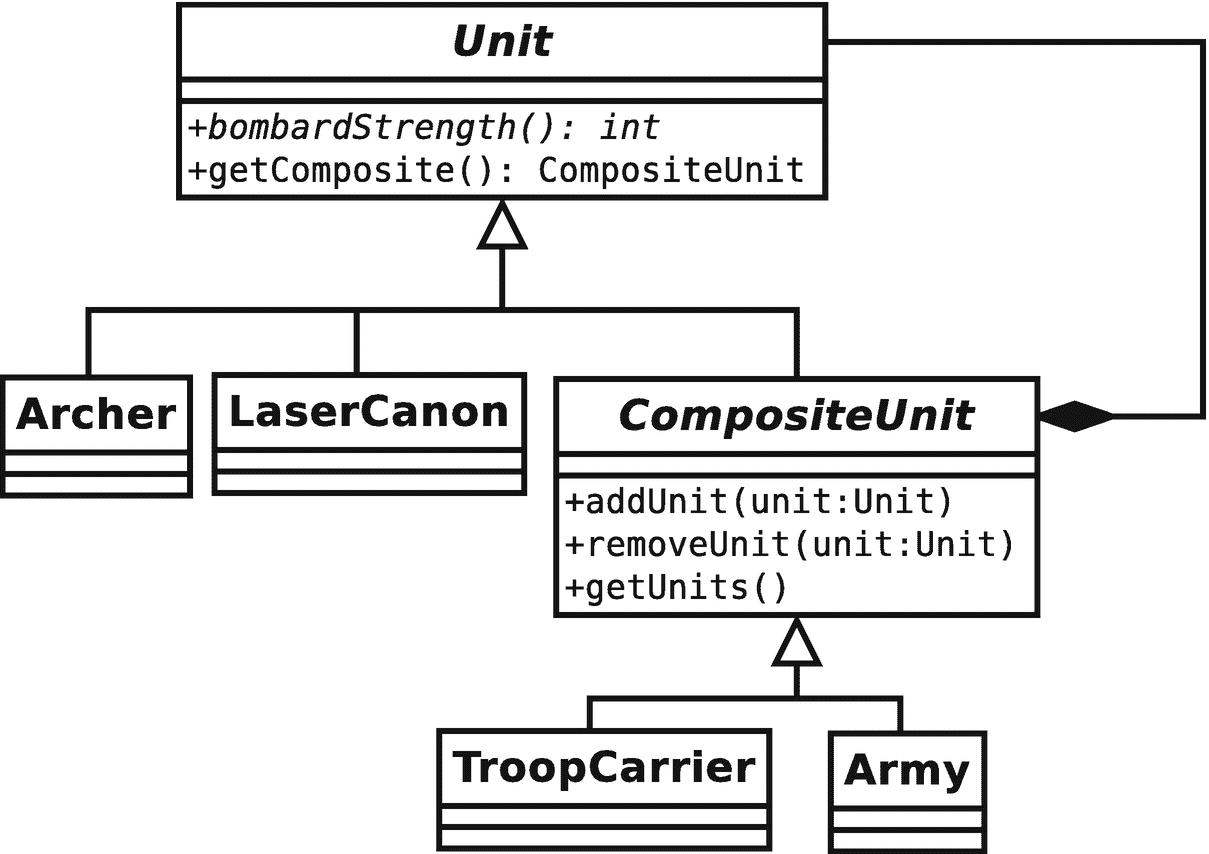 Unit
+bombardStrength(): int
+getComposite(): CompositeUnit
Archer
LaserCanon
CompositeUnit
+addUnit(unit:Unit)
+removeUnit(unit:Unit)
+getUnits()
TroopCarrier
Army